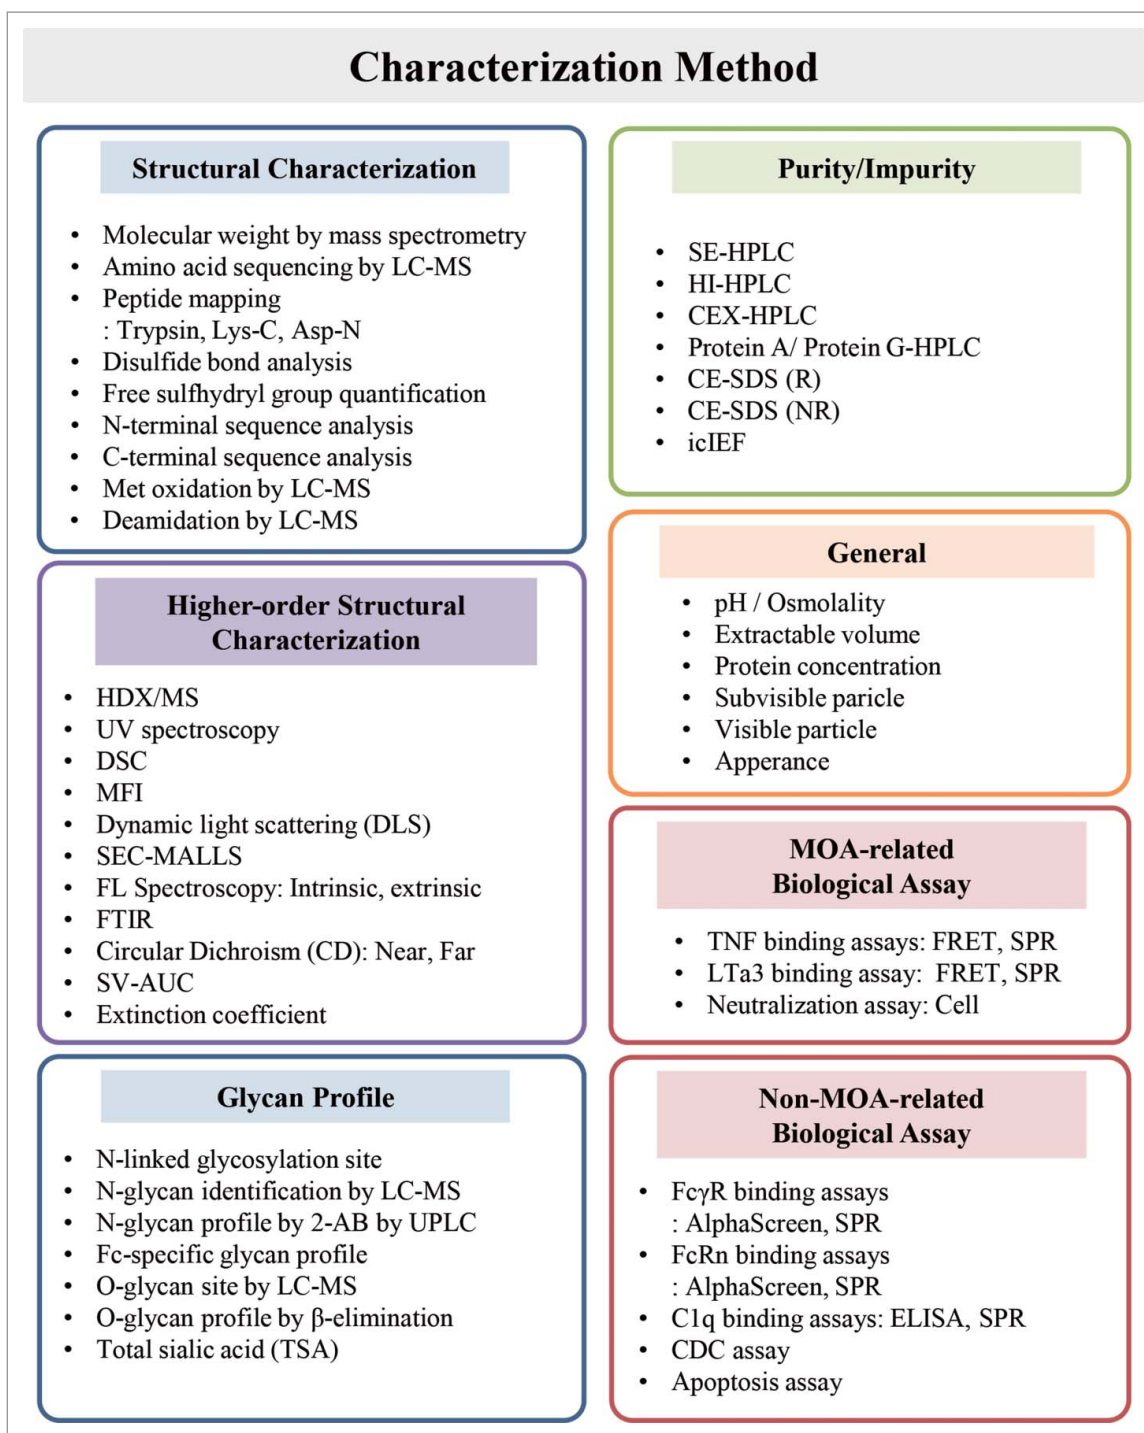 Characterization Method
Structural Characterization
• Molecular weight by mass spectrometry
• Amino acid sequencing by LC-MS
• Peptide mapping
: Trypsin, Lys-C, Asp-N
• Disulfide bond analysis
• Free sulfhydryl group quantification
• N-terminal sequence analysis
• C-terminal sequence analysis
• Met oxidation by LC-MS
• Deamidation by LC-MS
Higher-order Structural
Characterization
• HDX/MS
• UV spectroscopy
• DSC
• MFI
• Dynamic light scattering (DLS)
• SEC-MALLS
• FL Spectroscopy: Intrinsic, extrinsic
• FTIR
• Circular Dichroism (CD): Near, Far
• SV-AUC
• Extinction coefficient
Glycan Profile
• N-linked glycosylation site
• N-glycan identification by LC-MS
• N-glycan profile by 2-AB by UPLC
• Fc-specific glycan profile
• O-glycan site by LC-MS
• O-glycan profile by β-elimination
• Total sialic acid (TSA)
Purity/Impurity
• SE-HPLC
• HI-HPLC
• CEX-HPLC
• Protein A/ Protein G-HPLC
• CE-SDS (R)
• CE-SDS (NR)
• icIEF
General
• pH / Osmolality
• Extractable volume
• Protein concentration
• Subvisible paricle
• Visible particle
• Apperance
MOA-related
Biological Assay
• TNF binding assays: FRET, SPR
• LTa3 binding assay: FRET, SPR
• Neutralization assay: Cell
Non-MOA-related
Biological Assay
• FcγR binding assays
: AlphaScreen, SPR
• FcRn binding assays
: AlphaScreen, SPR
• C1q binding assays: ELISA, SPR
• CDC assay
• Apoptosis assay